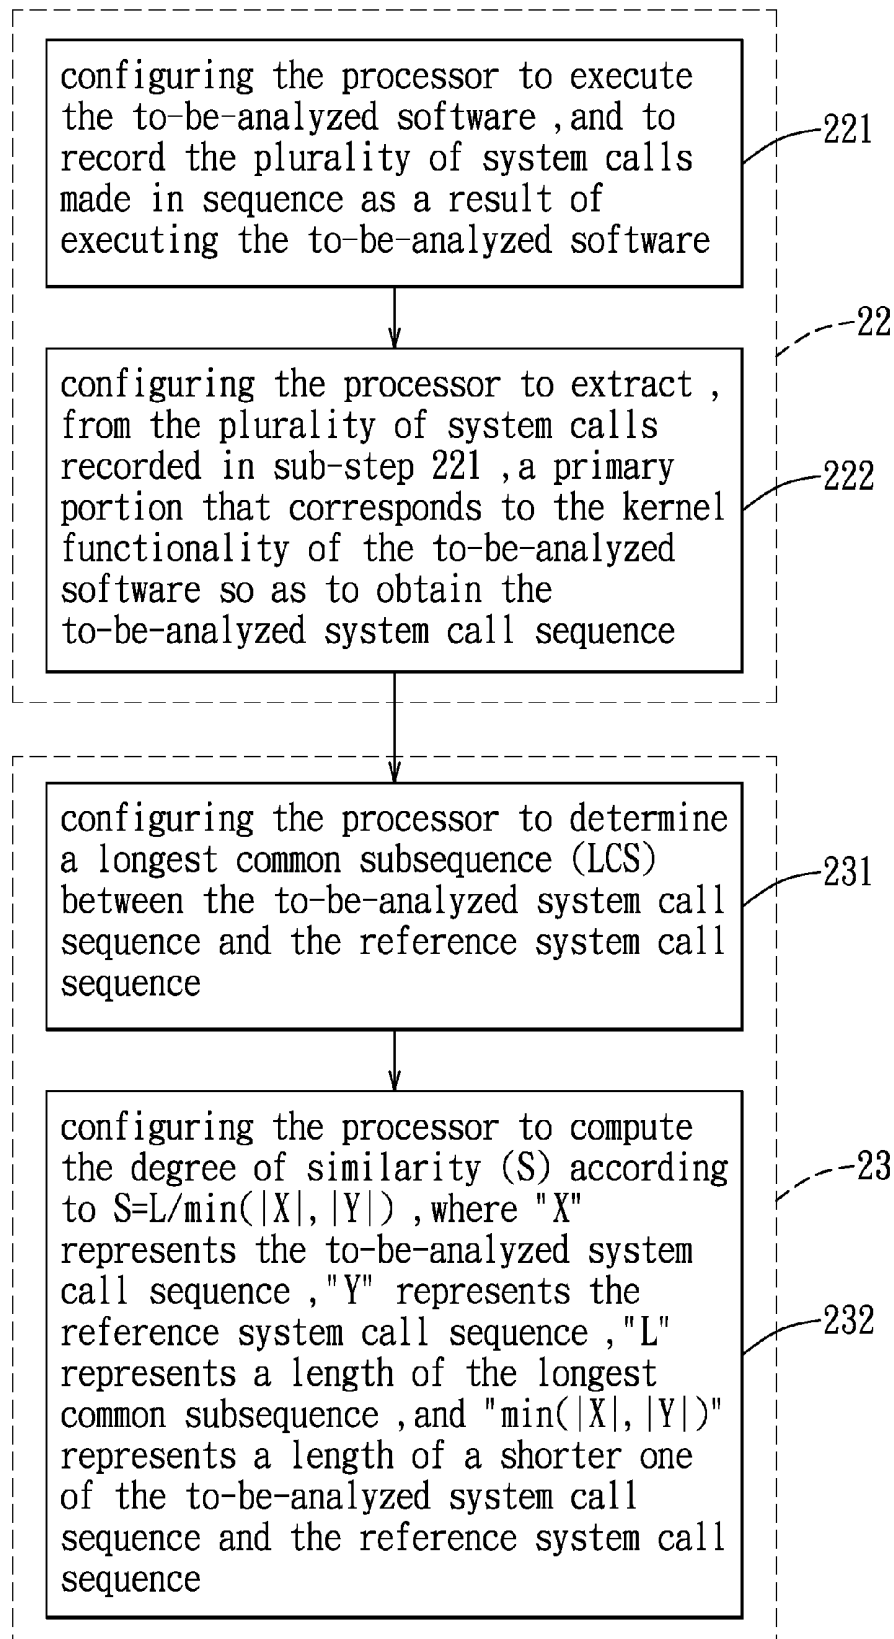 configuring the processor to execute
the to-be-analyzed software ,and to
record the plurality of system calls
made in sequence as a result of
executing the to-be-analyzed software
221
22
configuring the processor to extract ,
from the plurality of system calls
recorded in sub-step 221 ,a primary
portion that corresponds to the kernel
functionality of the to-be-analyzed
software so as to obtain the
to-be-analyzed system call sequence
222
configuring the processor to determine
a longest common subsequence (LCS)
between the to-be-analyzed system call
sequence and the reference system call
sequence
231
configuring the processor to compute
the degree of similarity (S) according
to S=L/min(|X|,|Y|) ,where "X"
represents the to-be-analyzed system
call sequence ,"Y" represents the
reference system call sequence ,"L"
represents a length of the longest
common subsequence ,and "min(|X|,|Y|)"
represents a length of a shorter one
of the to-be-analyzed system call
sequence and the reference system call
sequence
23
232